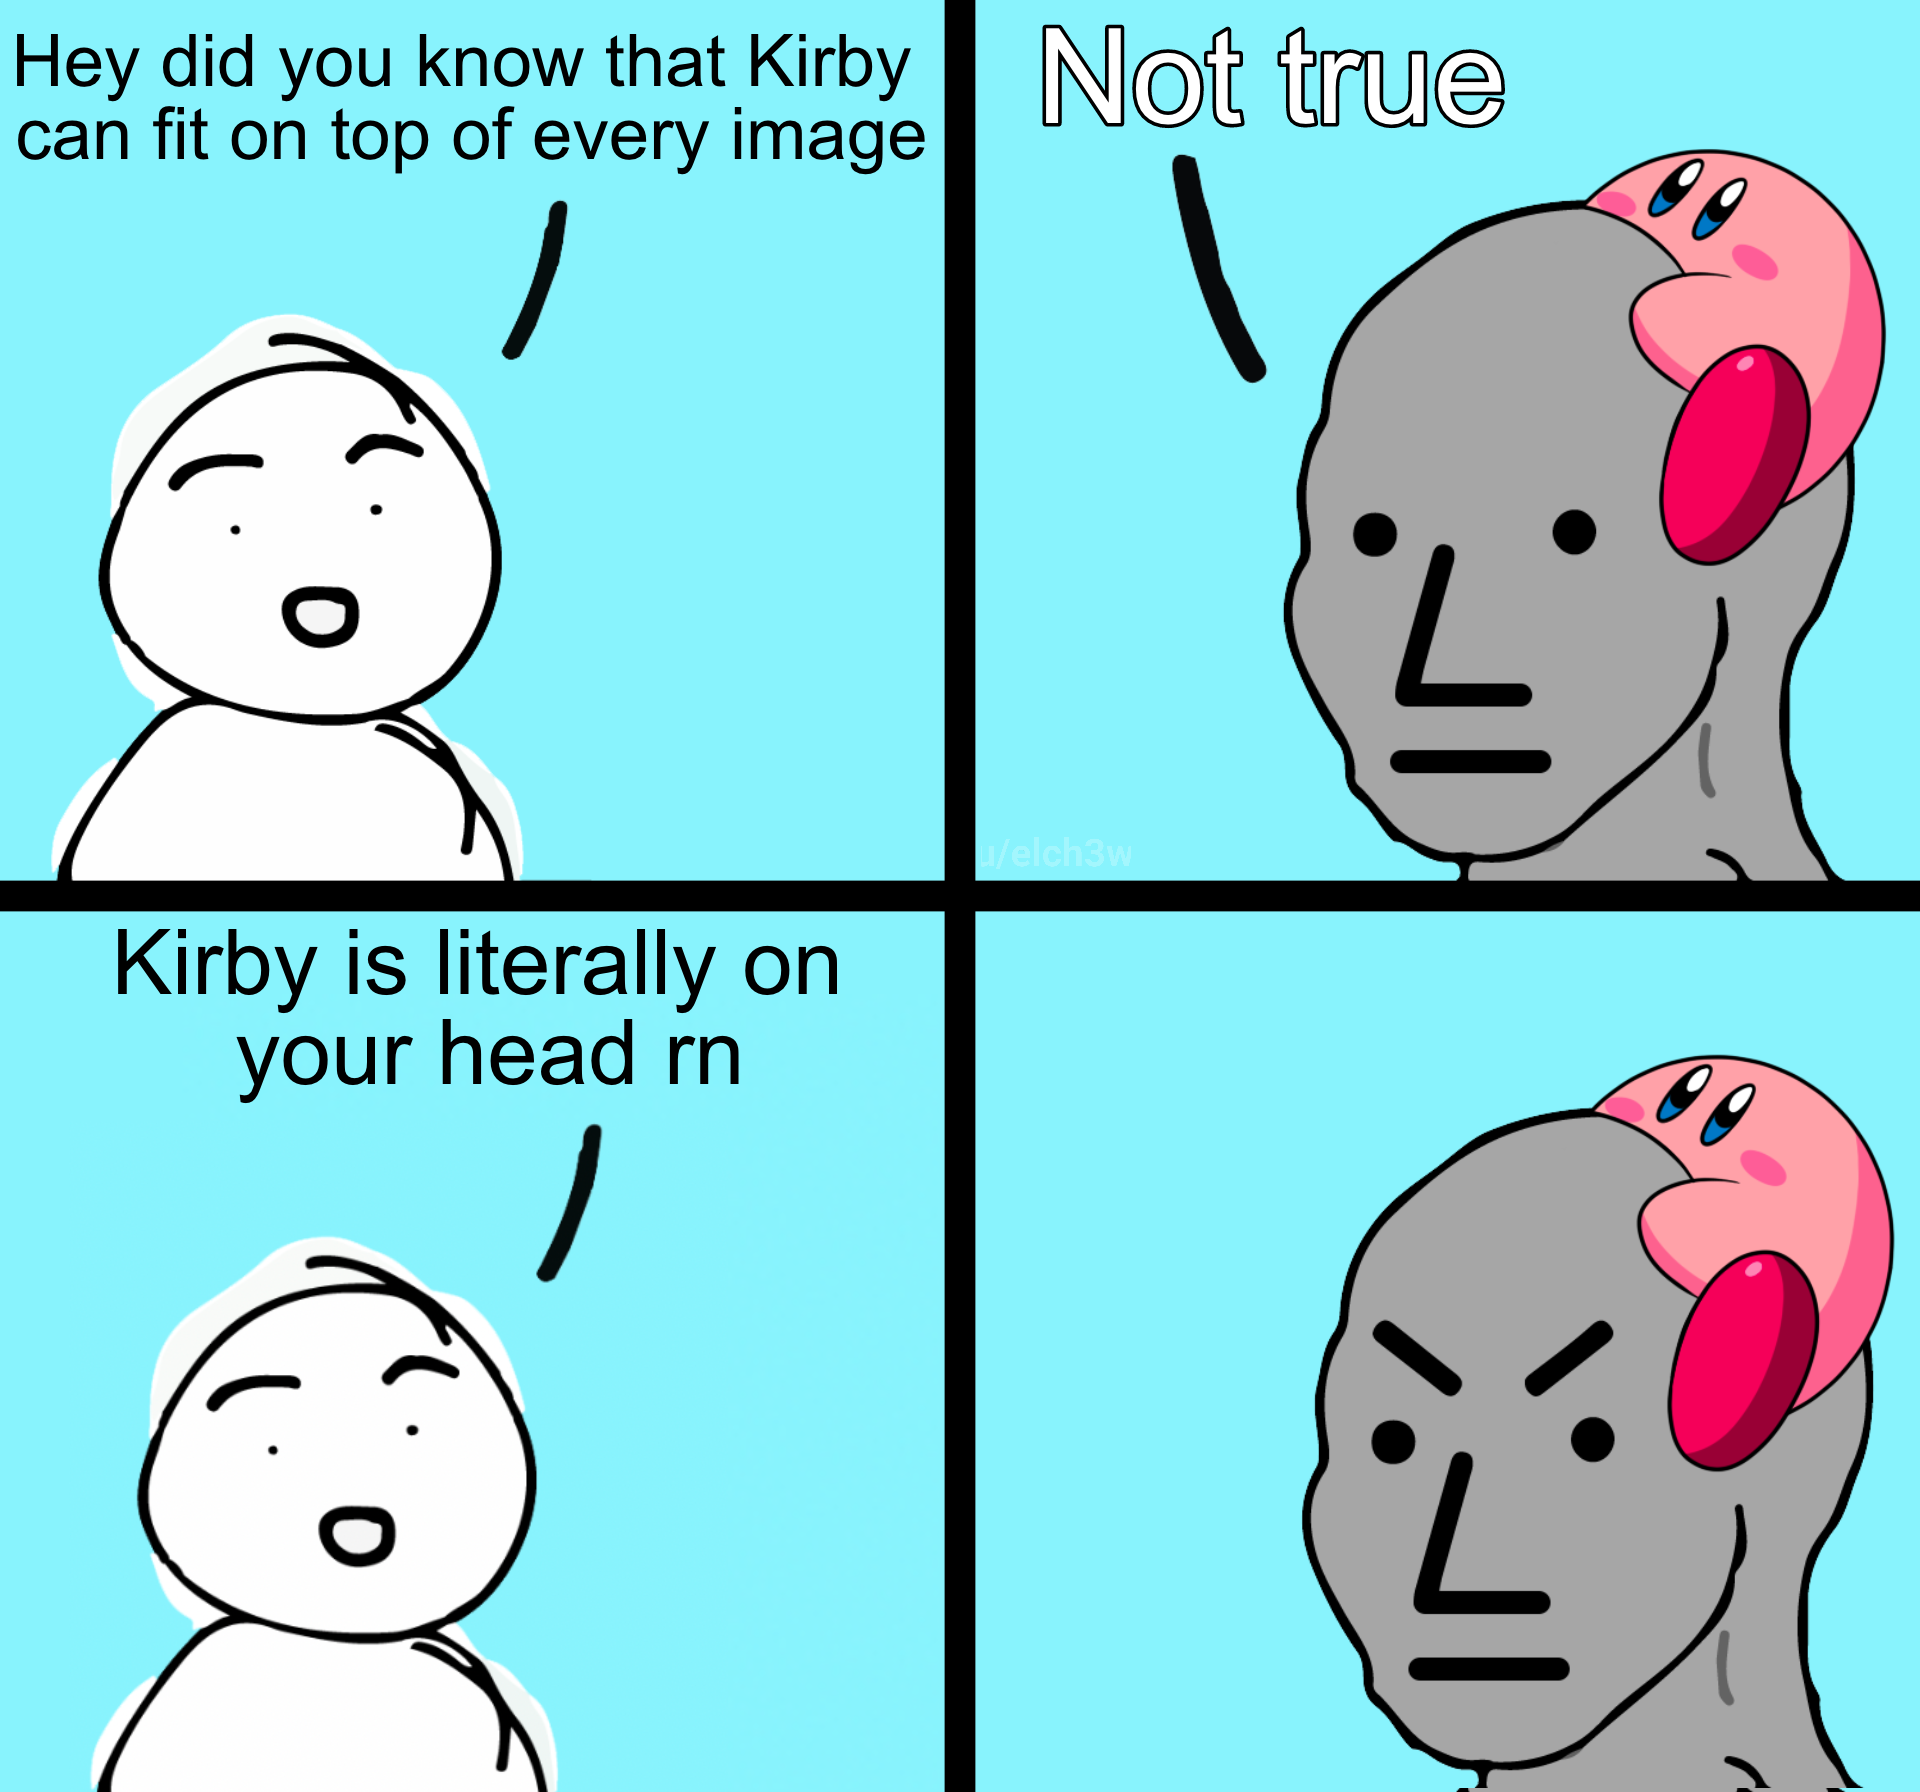 Hey did you know that Kirby
can fit on top of every image
Not true
u/elch3w
Kirby is literally on
your head rn